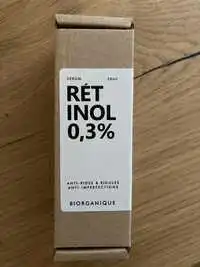 SÉRUM 30ml
RÉT
INOL
0,3%
ANTI-RIDES & RIDULES
ANTI-IMPERFECTIONS
BIORGANIQUE